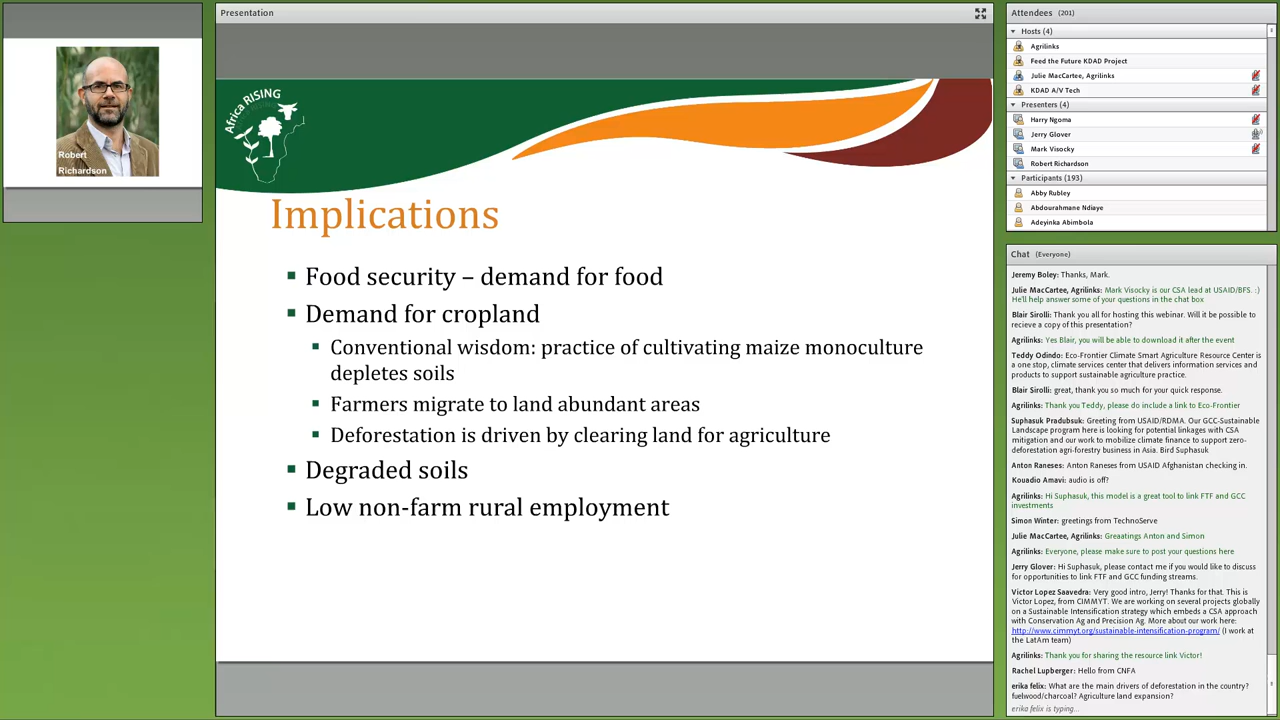 Robert
Richardson
Presentation
Africa RISING
Implications
Food security – demand for food
Demand for cropland
Conventional wisdom: practice of cultivating maize monoculture
depletes soils
Farmers migrate to land abundant areas
Deforestation is driven by clearing land for agriculture
Degraded soils
Low non-farm rural employment
Attendees (201)
Hosts (4)
Agrilinks
Feed the Future KDAD Project
Julie MacCartee, Agrilinks
KDAD A/V Tech
Presenters (4)
Harry Ngoma
Jerry Glover
Mark Visocky
Robert Richardson
Participants (193)
Abby Rubley
Abdourahmane Ndiaye
Adeyinka Abimbola
Chat (Everyone)
Jeremy Boley: Thanks, Mark.
Julie MacCartee, Agrilinks: Mark Visocky is our CSA lead at USAID/BFS. :)
He'll help answer some of your questions in the chat box
Blair Sirolli: Thank you all for hosting this webinar. Will it be possible to
recieve a copy of this presentation?
Agrilinks: Yes Blair, you will be able to download it after the event
Teddy Odindo: Eco-Frontier Climate Smart Agriculture Resource Center is
a one stop, climate services center that delivers information services and
products to support sustainable agriculture practice.
Blair Sirolli: great, thank you so much for your quick response.
Agrilinks: Thank you Teddy, please do include a link to Eco-Frontier
Suphasuk Pradubsuk: Greeting from USAID/RDMA. Our GCC-Sustainable
Landscape program here is looking for potential linkages with CSA
mitigation and our work to mobilize climate finance to support zero-
deforestation agri-forestry business in Asia. Bird Suphasuk
Anton Raneses: Anton Raneses from USAID Afghanistan checking in.
Kouadio Amavi: audio is off?
Agrilinks: Hi Suphasuk, this model is a great tool to link FTF and GCC
investments
Simon Winter: greetings from TechnoServe
Julie MacCartee, Agrilinks: Greaatings Anton and Simon
Agrilinks: Everyone, please make sure to post your questions here
Jerry Glover: Hi Suphasuk, please contact me if you would like to discuss
for opportunities to link FTF and GCC funding streams.
Victor Lopez Saavedra: Very good intro, Jerry! Thanks for that. This is
Victor Lopez, from CIMMYT. We are working on several projects globally
on a Sustainable Intensification strategy which embeds a CSA approach
with Conservation Ag and Precision Ag. More about our work here:
http://www.cimmyt.org/sustainable-intensification-program/ (I work at
the LatAm team)
Agrilinks: Thank you for sharing the resource link Victor!
Rachel Lupberger: Hello from CNFA
erika felix: What are the main drivers of deforestation in the country?
fuelwood/charcoal? Agriculture land expansion?
erika felix is typing...